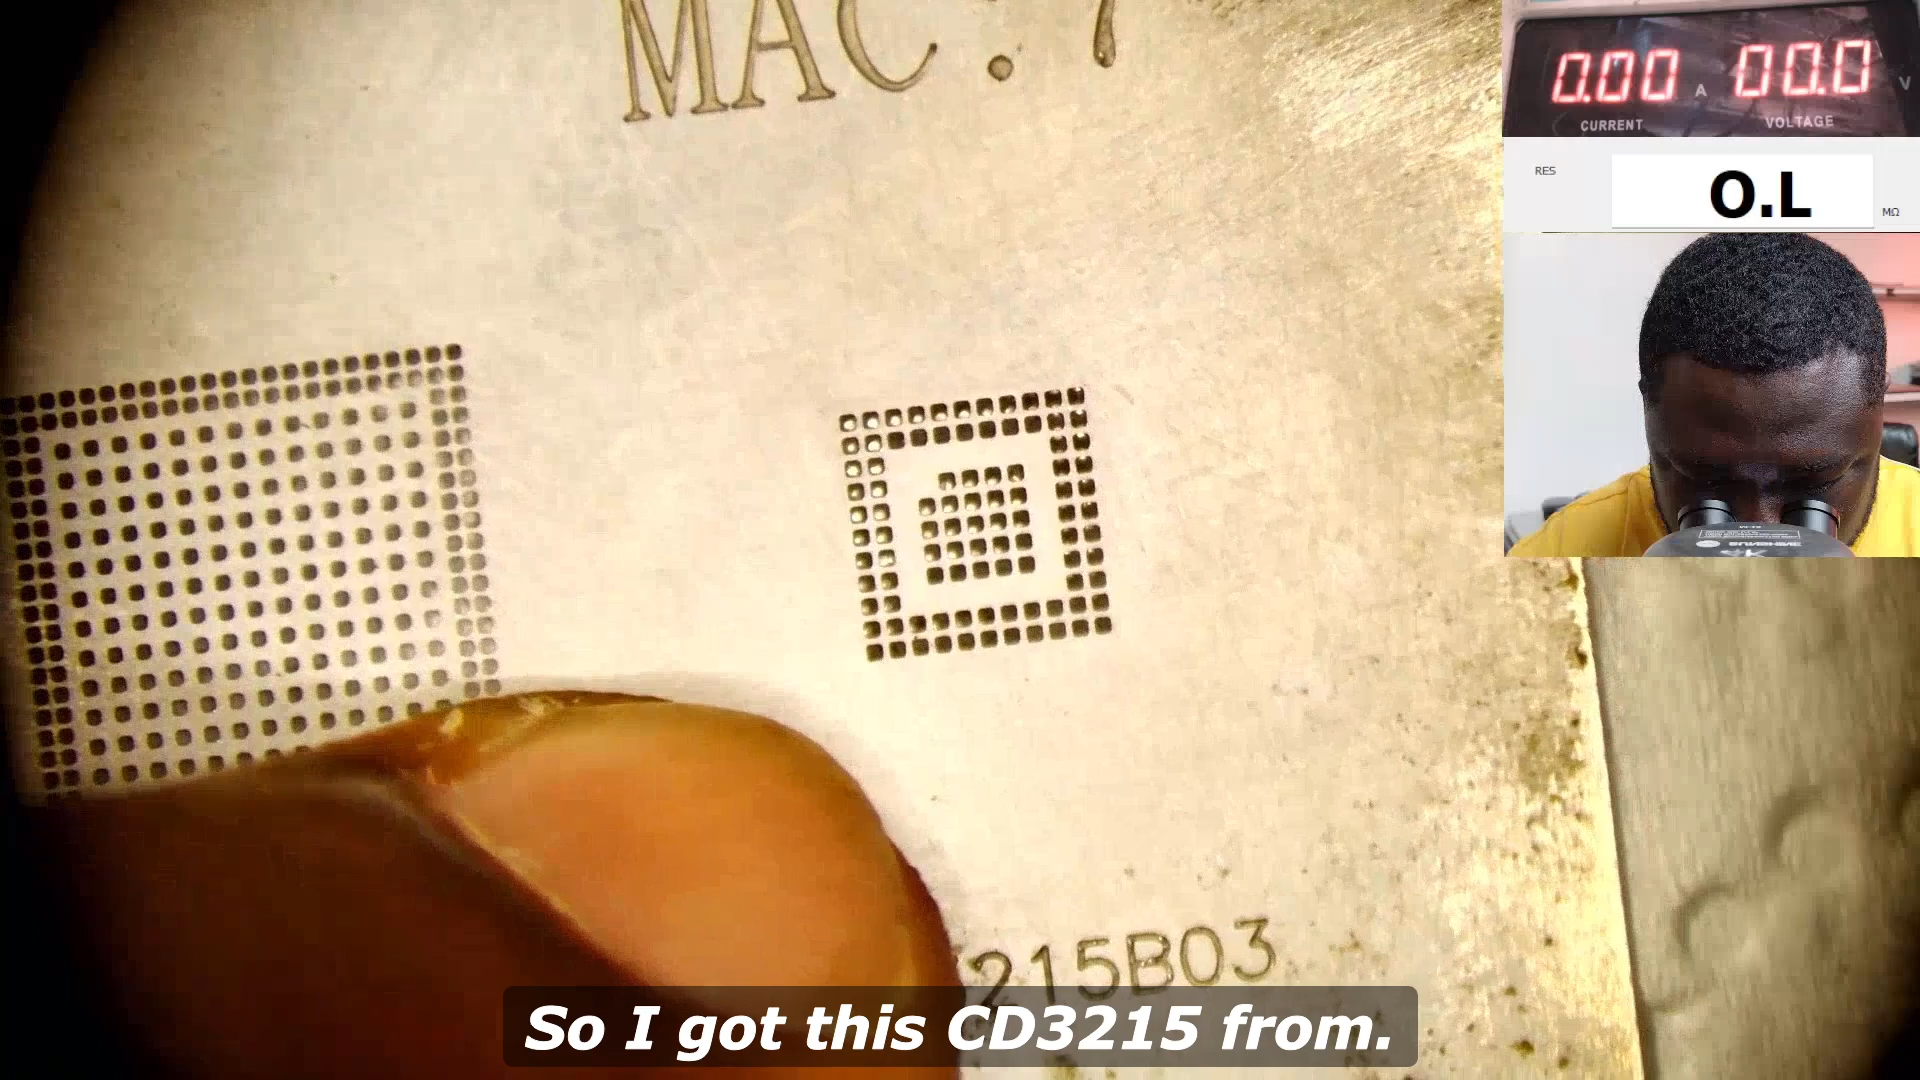 MAC.
0.00 A 00.0 V
CURRENT VOLTAGE
RES
O.L
MΩ
215B03
So I got this CD3215 from.